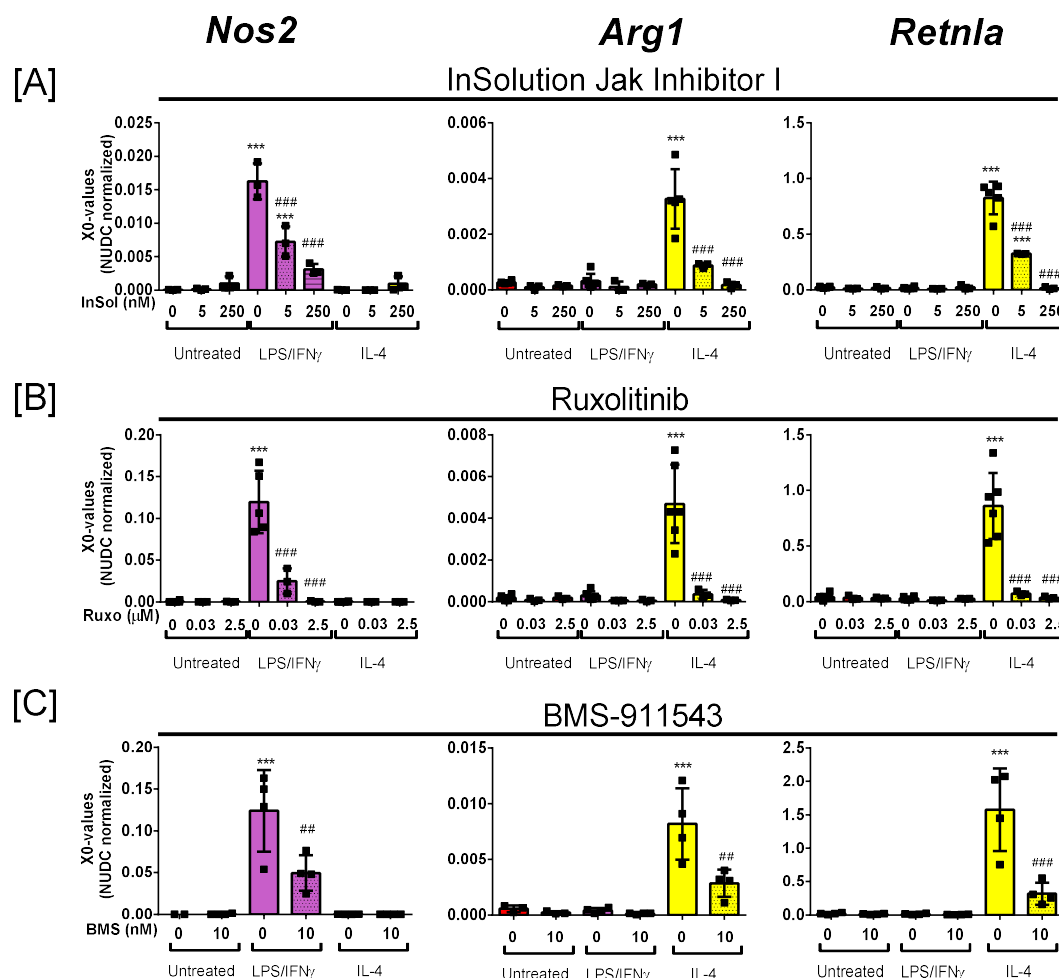 Nos2 Arg1 Retnla
[A]
InSolution Jak Inhibitor I
X0-values
(NUDC normalized)
0.025 0.006 1.5
*** *** ***
0.020
0.004 1.0
0.015
### ### ###
*** ***
0.010 ### ### ###
0.002 0.5
0.005
0.000 0.000 0.0
InSol (nM) 0 5 250 0 5 250 0 5 250 0 5 250 0 5 250 0 5 250 0 5 250 0 5 250 0 5 250
Untreated LPS/IFNγ IL-4 Untreated LPS/IFNγ IL-4 Untreated LPS/IFNγ IL-4
[B]
Ruxolitinib
X0-values
(NUDC normalized)
0.20 0.008 1.5
*** *** ***
0.15 0.006
1.0
0.10 0.004
### ### ### ### ### ###
0.5
0.05 0.002
0.00 0.000 0.0
Ruxo (μM) 0 0.03 2.5 0 0.03 2.5 0 0.03 2.5 0 0.03 2.5 0 0.03 2.5 0 0.03 2.5 0 0.03 2.5 0 0.03 2.5 0 0.03 2.5
Untreated LPS/IFNγ IL-4 Untreated LPS/IFNγ IL-4 Untreated LPS/IFNγ IL-4
[C]
BMS-911543
X0-values
(NUDC normalized)
0.20 0.015 2.5
*** *** ***
2.0
0.15
0.010
1.5
0.10
## ## ###
1.0
0.005
0.05
0.5
0.00 0.000 0.0
BMS (nM) 0 10 0 10 0 10 0 10 0 10 0 10 0 10 0 10 0 10
Untreated LPS/IFNγ IL-4 Untreated LPS/IFNγ IL-4 Untreated LPS/IFNγ IL-4